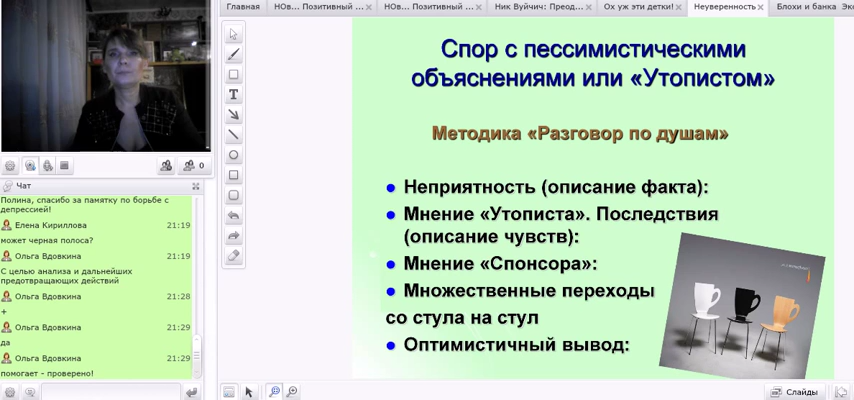 Главная
НОв... Позитивный ...
НОв... Позитивный ...
Ник Вуйчич: Преод...
Ох уж эти детки!
Неуверенность
Блохи и банка
Эк
0
Чат
Полина, спасибо за памятку по борьбе с
депрессией!
Елена Кириллова 21:19
может черная полоса?
Ольга Вдовкина 21:19
С целью анализа и дальнейших
предотвращающих действий
Ольга Вдовкина 21:28
+
Ольга Вдовкина 21:29
да
Ольга Вдовкина 21:29
помогает - проверено!
T
Спор с пессимистическими
объяснениями или «Утопистом»
Методика «Разговор по душам»
● Неприятность (описание факта):
● Мнение «Утописта». Последствия
(описание чувств):
● Мнение «Спонсора»:
● Множественные переходы
со стула на стул
● Оптимистичный вывод:
Слайды